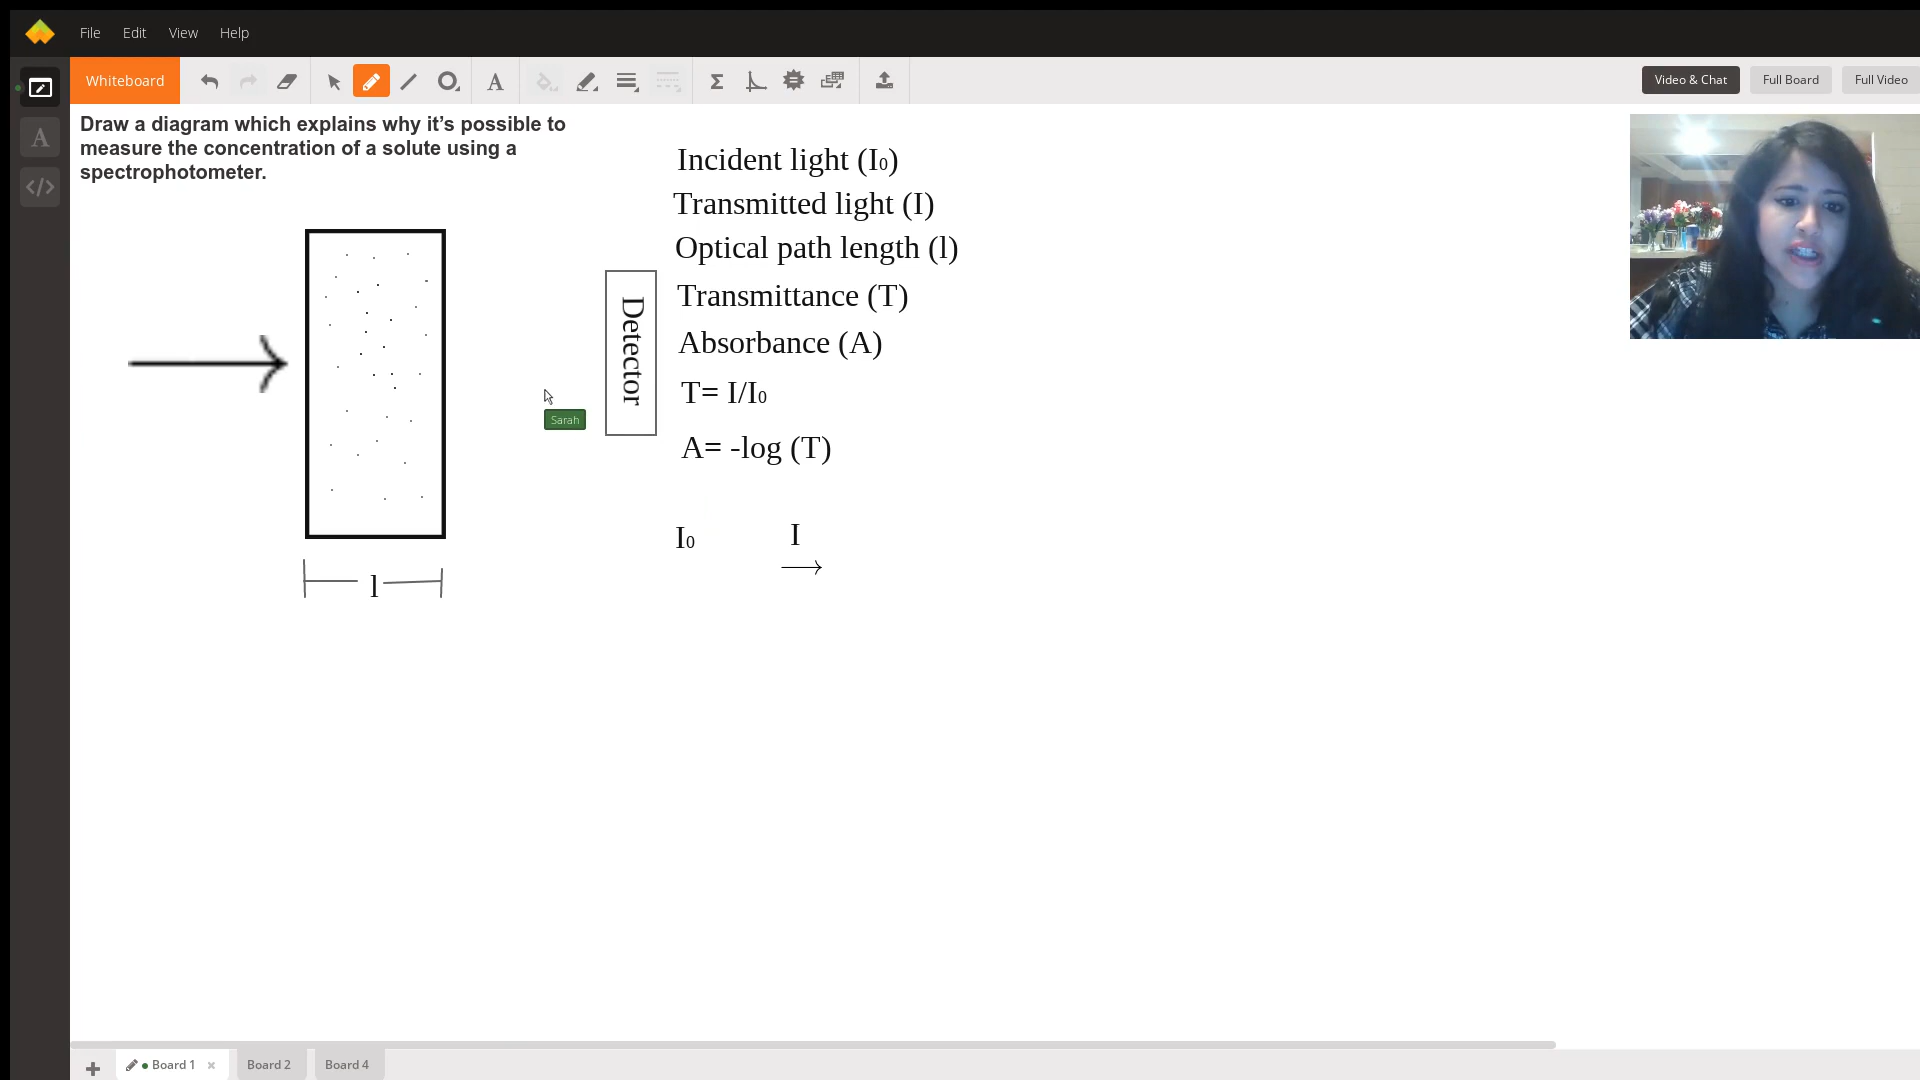 File Edit View Help
Whiteboard
A
Σ
Video & Chat Full Board Full Video
A
</>
Draw a diagram which explains why it’s possible to
measure the concentration of a solute using a
spectrophotometer.
Incident light (I₀)
Transmitted light (I)
Optical path length (l)
Transmittance (T)
Absorbance (A)
T= I/I₀
A= -log (T)
Detector
Sarah
I₀ I
l
Board 1 Board 2 Board 4